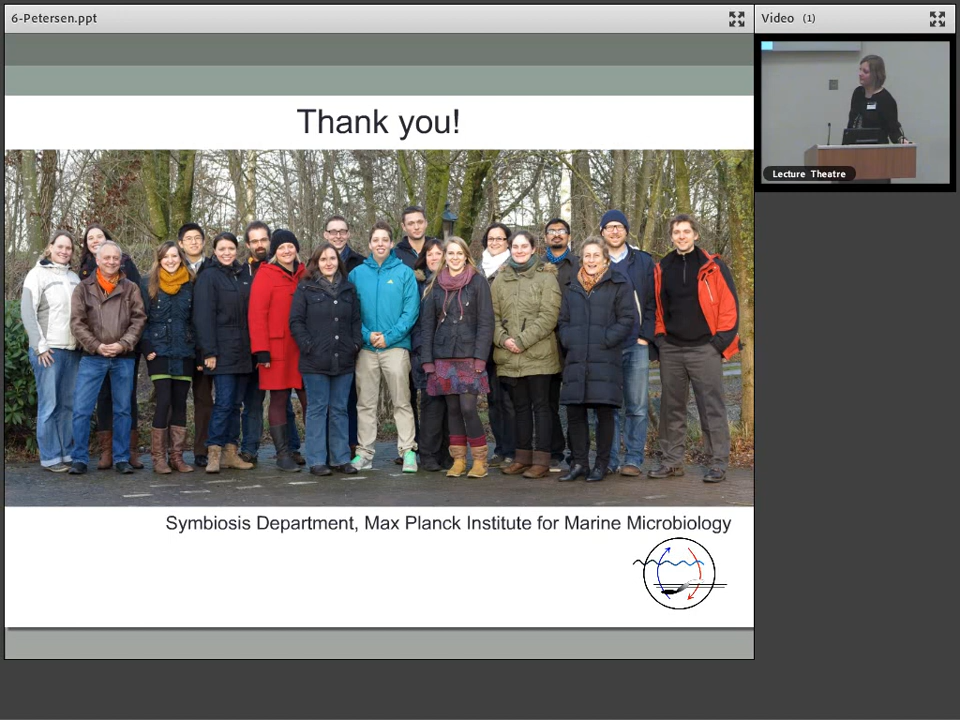 6-Petersen.ppt
Video (1)
Lecture Theatre
Thank you!
Symbiosis Department, Max Planck Institute for Marine Microbiology